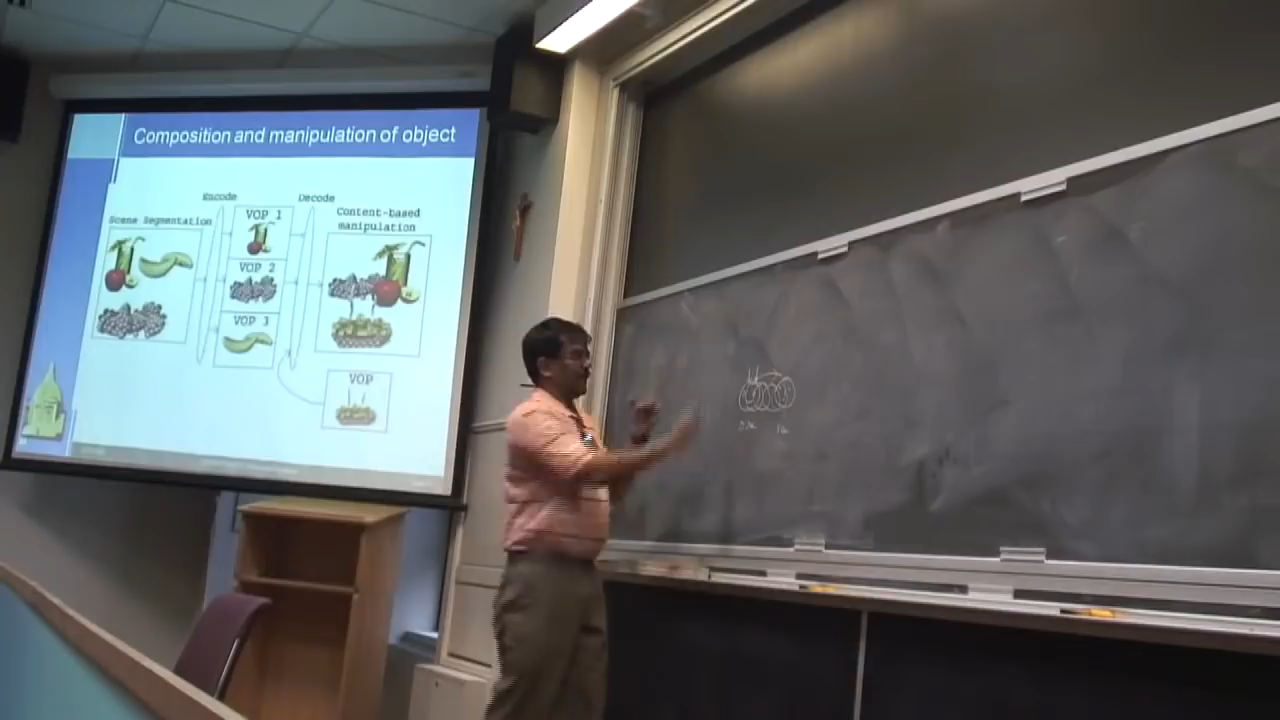 Composition and manipulation of object
Encode
Decode
Scene Segmentation
VOP 1
VOP 2
VOP 3
Content-based
manipulation
VOP